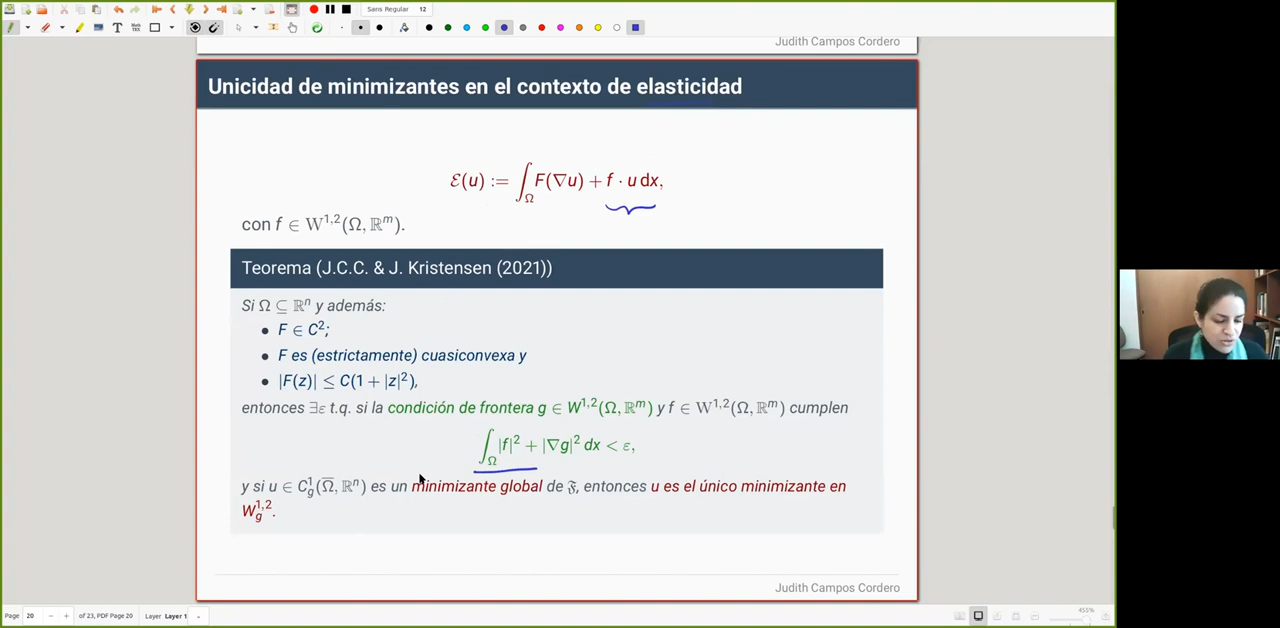 Sans Regular 12
Judith Campos Cordero
Unicidad de minimizantes en el contexto de elasticidad
ℰ(u) := ∫_Ω F(∇u) + f · u dx,
con f ∈ W^{1,2}(Ω, ℝ^m).
Teorema (J.C.C. & J. Kristensen (2021))
Si Ω ⊆ ℝ^n y además:
• F ∈ C^2;
• F es (estrictamente) cuasiconvexa y
• |F(z)| ≤ C(1 + |z|^2),
entonces ∃ε t.q. si la condición de frontera g ∈ W^{1,2}(Ω, ℝ^m) y f ∈ W^{1,2}(Ω, ℝ^m) cumplen
∫_Ω |f|^2 + |∇g|^2 dx < ε,
y si u ∈ C^1_g(Ω̅, ℝ^n) es un minimizante global de 𝔉, entonces u es el único minimizante en
W^{1,2}_g.
Judith Campos Cordero
Page 20 of 23, PDF Page 20 Layer Layer 1 455%